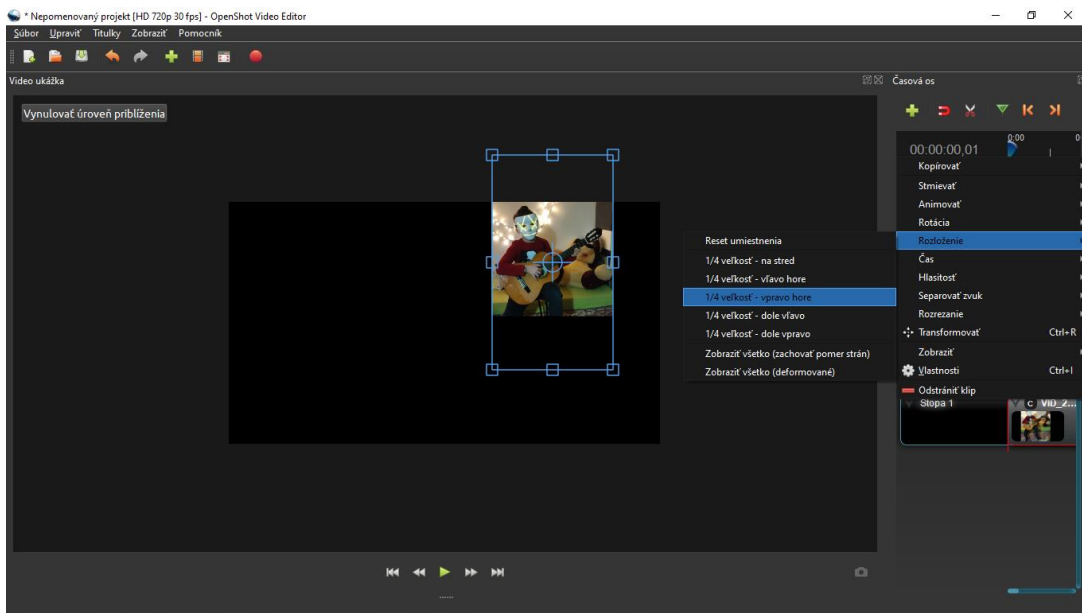 * Nepomenovaný projekt [HD 720p 30 fps] - OpenShot Video Editor
Súbor Upraviť Titulky Zobraziť Pomocník
Video ukážka
Časová os
Vynulovať úroveň priblíženia
0:00
00:00:00,01
Kopírovať
Stmievať
Animovať
Rotácia
Rozloženie
Čas
Hlasitosť
Separovať zvuk
Rozrezanie
Transformovať Ctrl+R
Zobraziť
Vlastnosti Ctrl+I
Odstrániť klip
Reset umiestnenia
1/4 veľkosť - na stred
1/4 veľkosť - vľavo hore
1/4 veľkosť - vpravo hore
1/4 veľkosť - dole vľavo
1/4 veľkosť - dole vpravo
Zobraziť všetko (zachovať pomer strán)
Zobraziť všetko (deformované)
Stopa 1
C VID_2...